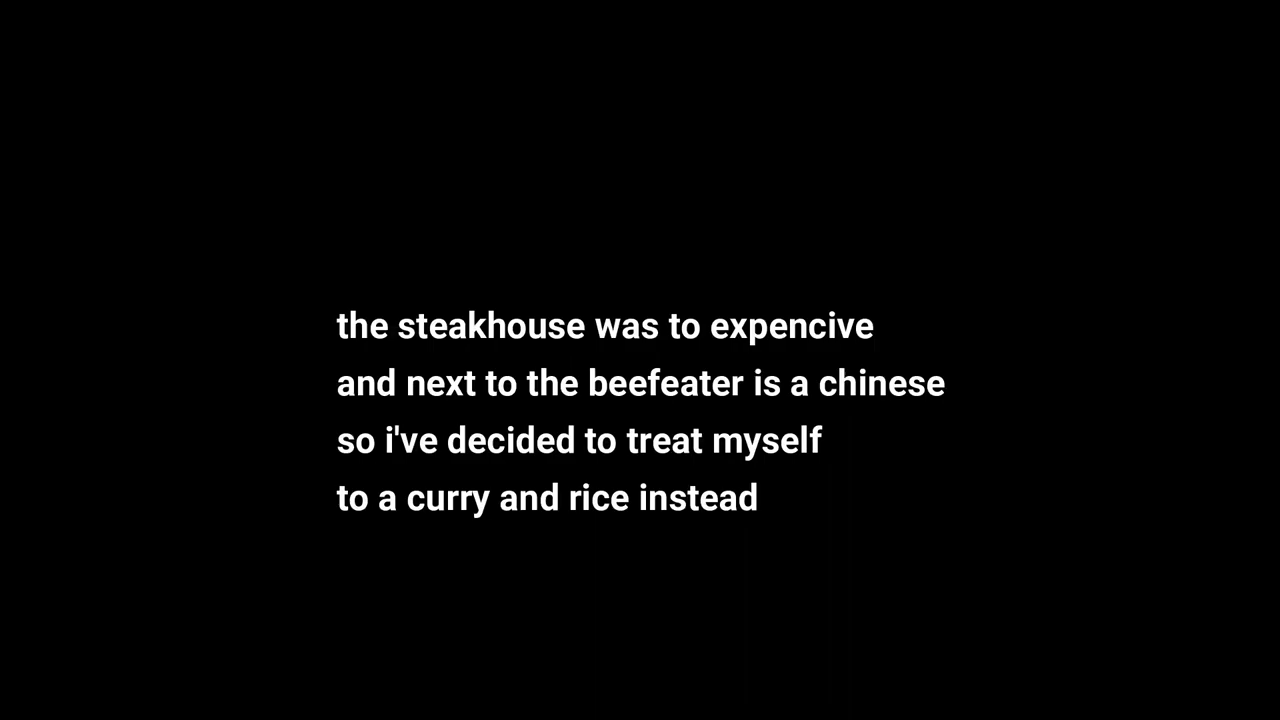 the steakhouse was to expencive
and next to the beefeater is a chinese
so i've decided to treat myself
to a curry and rice instead